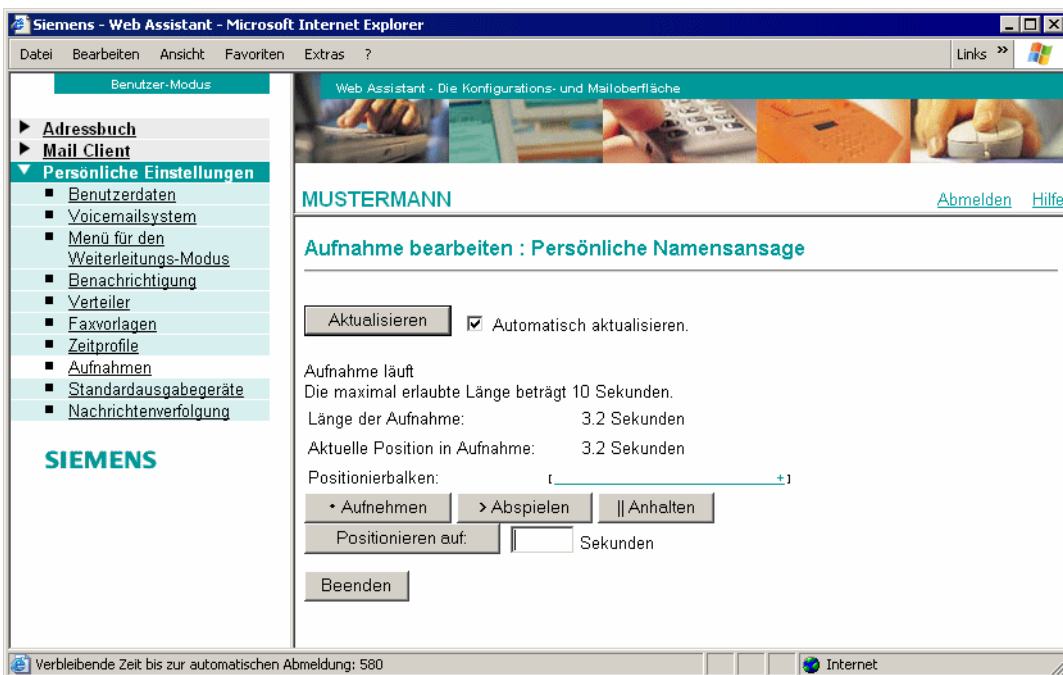 Siemens - Web Assistant - Microsoft Internet Explorer
Datei Bearbeiten Ansicht Favoriten Extras ? Links »
Benutzer-Modus
Adressbuch
Mail Client
Persönliche Einstellungen
Benutzerdaten
Voicemailsystem
Menü für den
Weiterleitungs-Modus
Benachrichtigung
Verteiler
Faxvorlagen
Zeitprofile
Aufnahmen
Standardausgabegeräte
Nachrichtenverfolgung
SIEMENS
Web Assistant - Die Konfigurations- und Mailoberfläche
MUSTERMANN Abmelden Hilfe
Aufnahme bearbeiten : Persönliche Namensansage
Aktualisieren Automatisch aktualisieren.
Aufnahme läuft
Die maximal erlaubte Länge beträgt 10 Sekunden.
Länge der Aufnahme: 3.2 Sekunden
Aktuelle Position in Aufnahme: 3.2 Sekunden
Positionierbalken: [ + ]
• Aufnehmen > Abspielen || Anhalten
Positionieren auf: Sekunden
Beenden
Verbleibende Zeit bis zur automatischen Abmeldung: 580 Internet